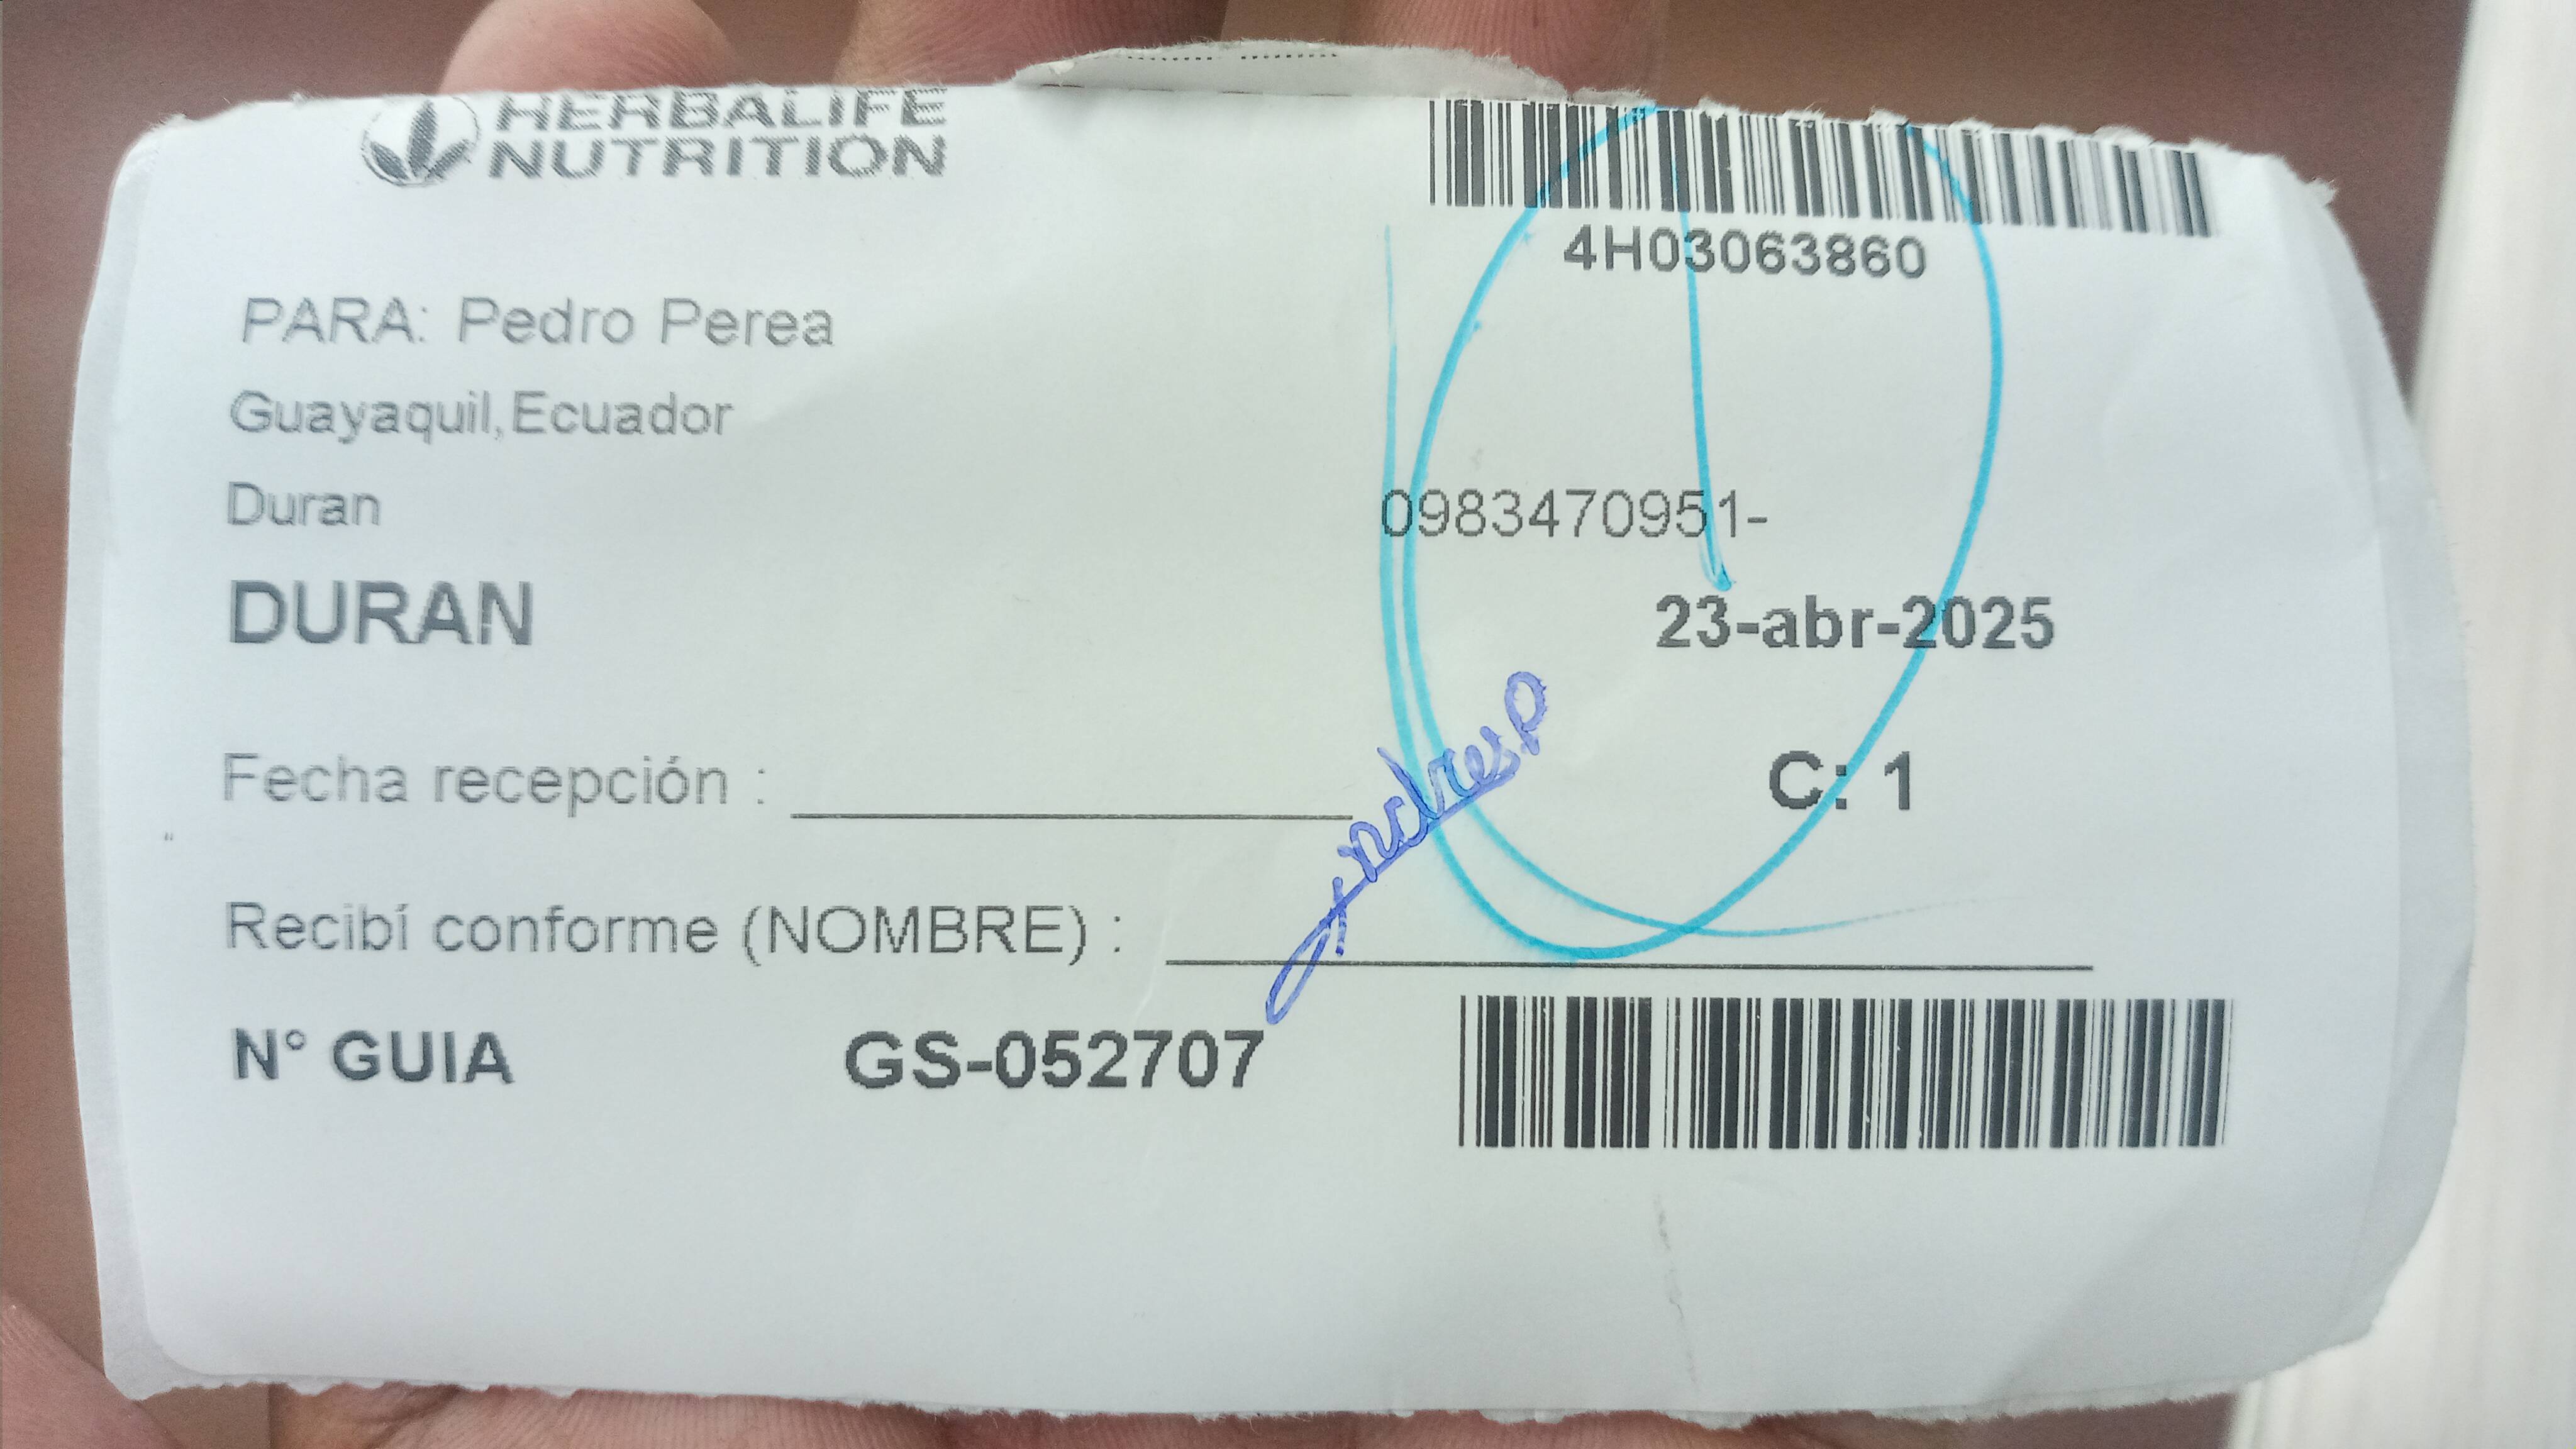 HERBALIFE
NUTRITION
4H03063860
PARA: Pedro Perea
Guayaquil,Ecuador
Duran
0983470951-
DURAN
23-abr-2025
Fecha recepción :
C: 1
Andres P
Recibí conforme (NOMBRE) :
N° GUIA GS-052707